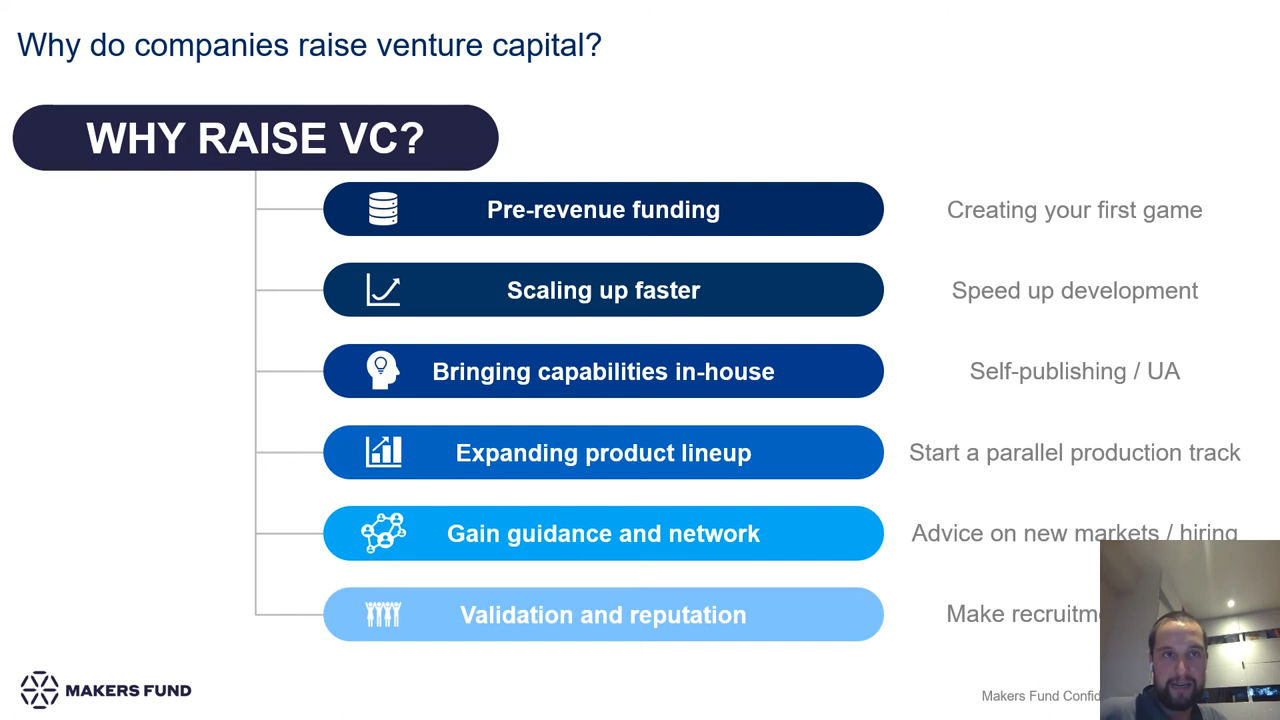 Why do companies raise venture capital?
WHY RAISE VC?
Pre-revenue funding
Creating your first game
Scaling up faster
Speed up development
Bringing capabilities in-house
Self-publishing / UA
Expanding product lineup
Start a parallel production track
Gain guidance and network
Advice on new markets / hiring
Validation and reputation
Make
MAKERS FUND
Makers Fund